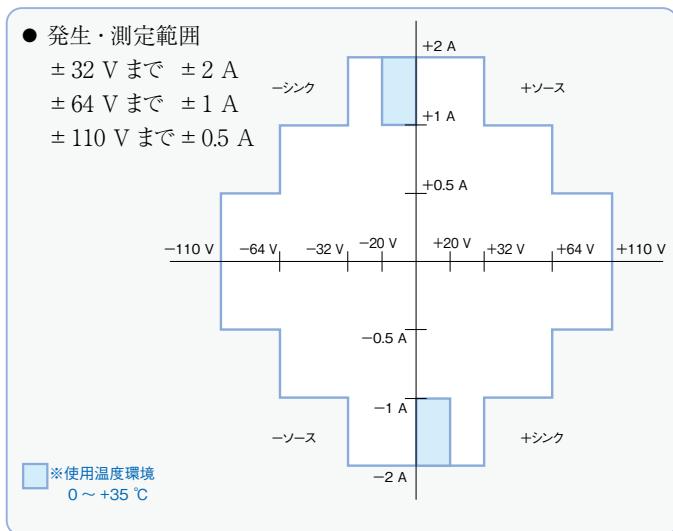 ● 発生・測定範囲
± 32 V まで ± 2 A
± 64 V まで ± 1 A
± 110 V まで ± 0.5 A
+2 A
−シンク
+ソース
+1 A
+0.5 A
−110 V −64 V −32 V −20 V +20 V +32 V +64 V +110 V
−0.5 A
−1 A
−ソース
+シンク
−2 A
※使用温度環境
0 ～ +35 ℃